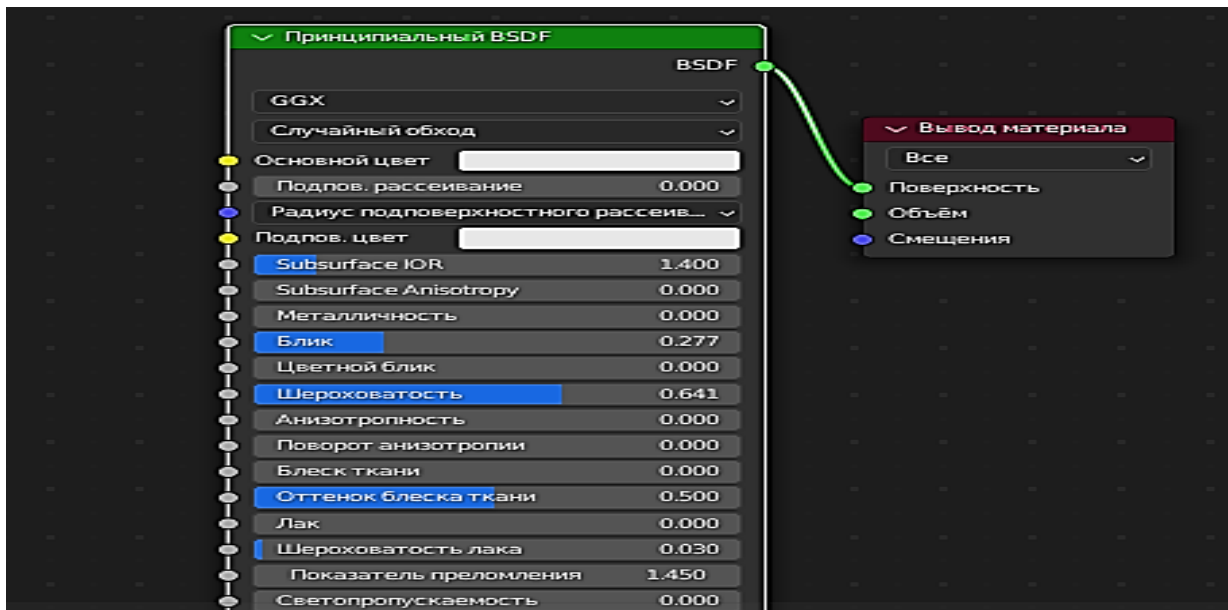 Принципиальный BSDF
BSDF
GGX
Случайный обход
Основной цвет
Подпов. рассеивание 0.000
Радиус подповерхностного рассеив...
Подпов. цвет
Subsurface IOR 1.400
Subsurface Anisotropy 0.000
Металличность 0.000
Блик 0.277
Цветной блик 0.000
Шероховатость 0.641
Анизотропность 0.000
Поворот анизотропии 0.000
Блеск ткани 0.000
Оттенок блеска ткани 0.500
Лак 0.000
Шероховатость лака 0.030
Показатель преломления 1.450
Светопропускаемость 0.000
Вывод материала
Все
Поверхность
Объём
Смещения